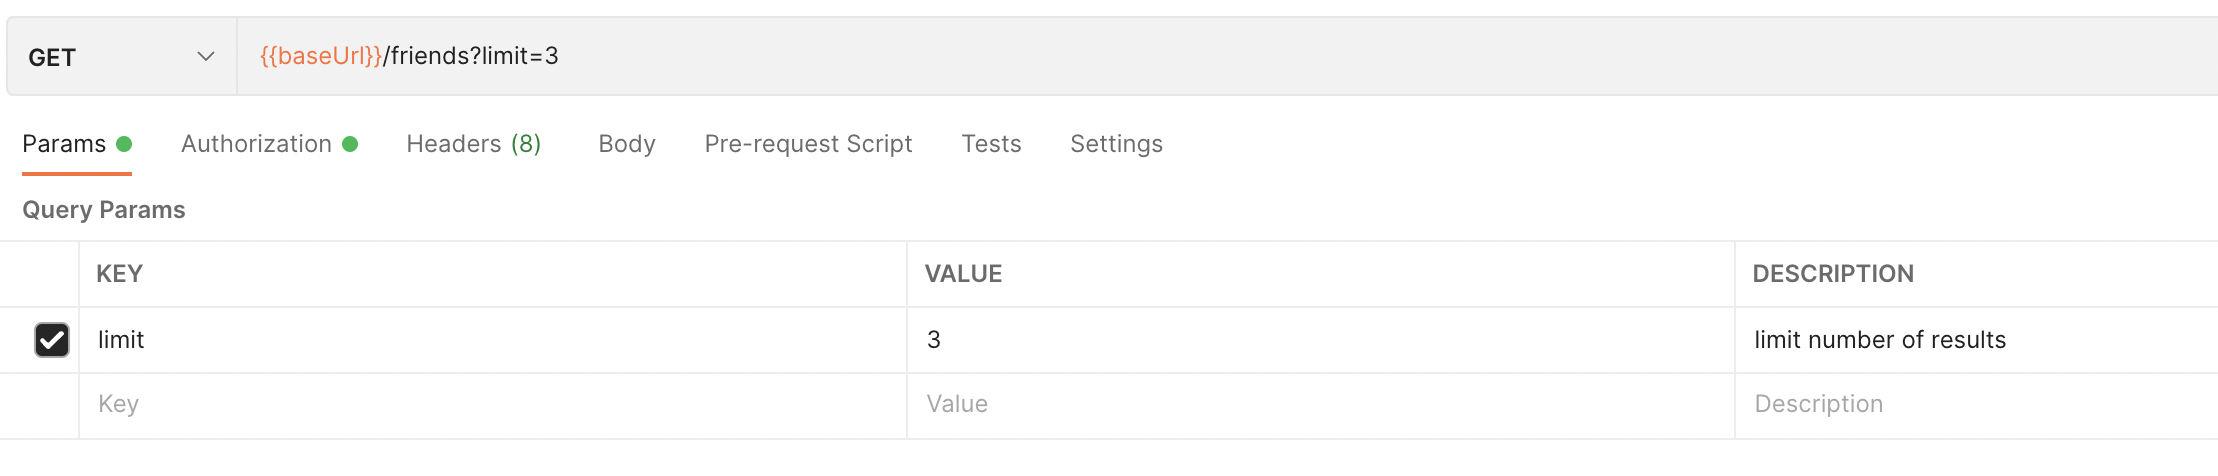 GET {{baseUrl}}/friends?limit=3
Params Authorization Headers (8) Body Pre-request Script Tests Settings
Query Params
KEY VALUE DESCRIPTION
limit 3 limit number of results
Key Value Description